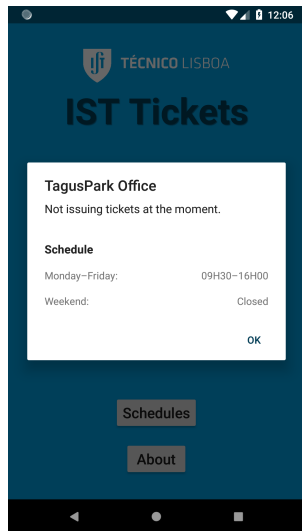 12:06
TÉCNICO LISBOA
IST Tickets
TagusPark Office
Not issuing tickets at the moment.
Schedule
Monday–Friday: 09H30–16H00
Weekend: Closed
OK
Schedules
About